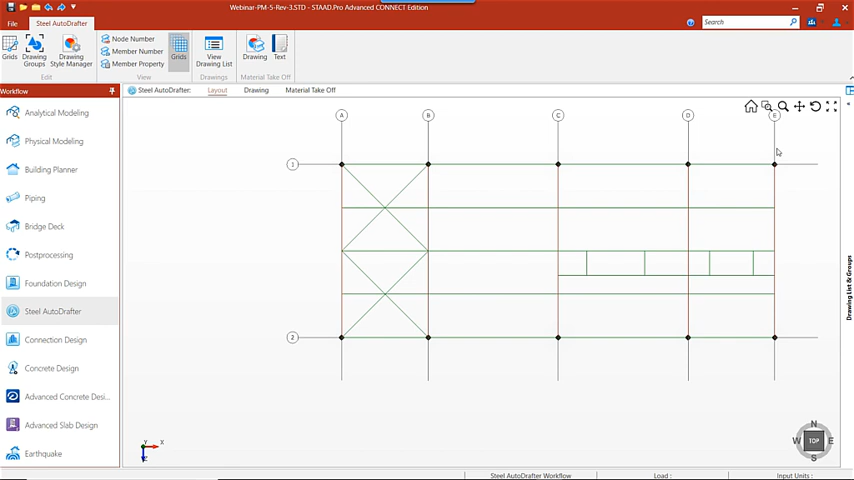 Webinar-PM-5-Rev-3.STD - STAAD.Pro Advanced CONNECT Edition
File
Steel AutoDrafter
Search
Grids
Drawing Groups
Drawing Style Manager
Edit
Node Number
Member Number
Member Property
View
Grids
View Drawing List
Drawings
Drawing
Text
Material Take Off
Workflow
Steel AutoDrafter:
Layout
Drawing
Material Take Off
Analytical Modeling
Physical Modeling
Building Planner
Piping
Bridge Deck
Postprocessing
Foundation Design
Steel AutoDrafter
Connection Design
Concrete Design
Advanced Concrete Desi...
Advanced Slab Design
Earthquake
A
B
C
D
E
1
2
Drawing List & Groups
Y
X
N
W
TOP
E
S
Steel AutoDrafter Workflow
Load :
Input Units :